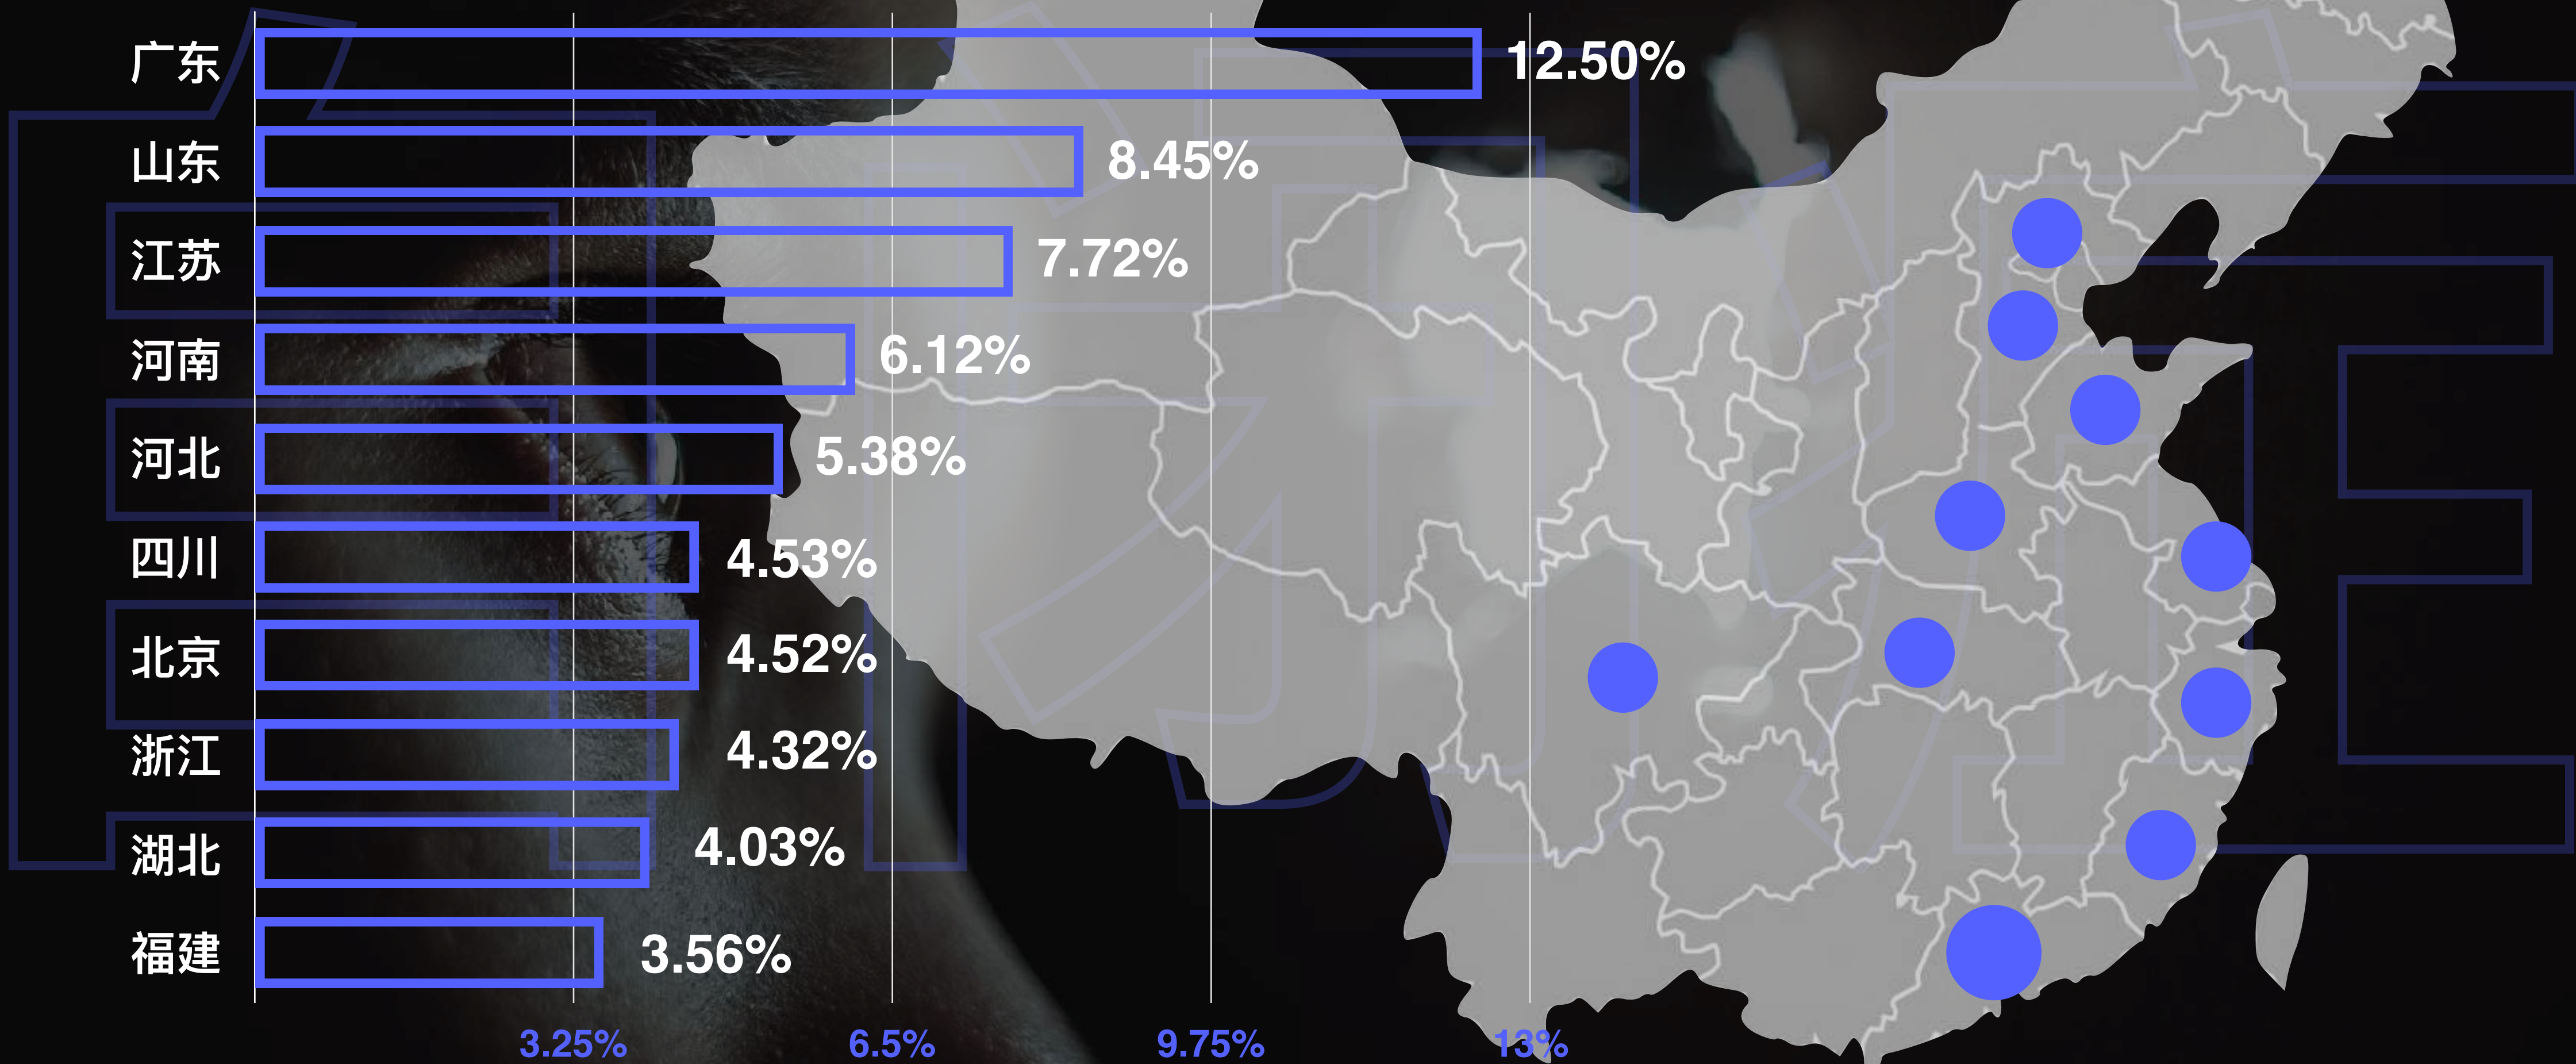 广东 12.50%
山东 8.45%
江苏 7.72%
河南 6.12%
河北 5.38%
四川 4.53%
北京 4.52%
浙江 4.32%
湖北 4.03%
福建 3.56%
3.25% 6.5% 9.75% 13%